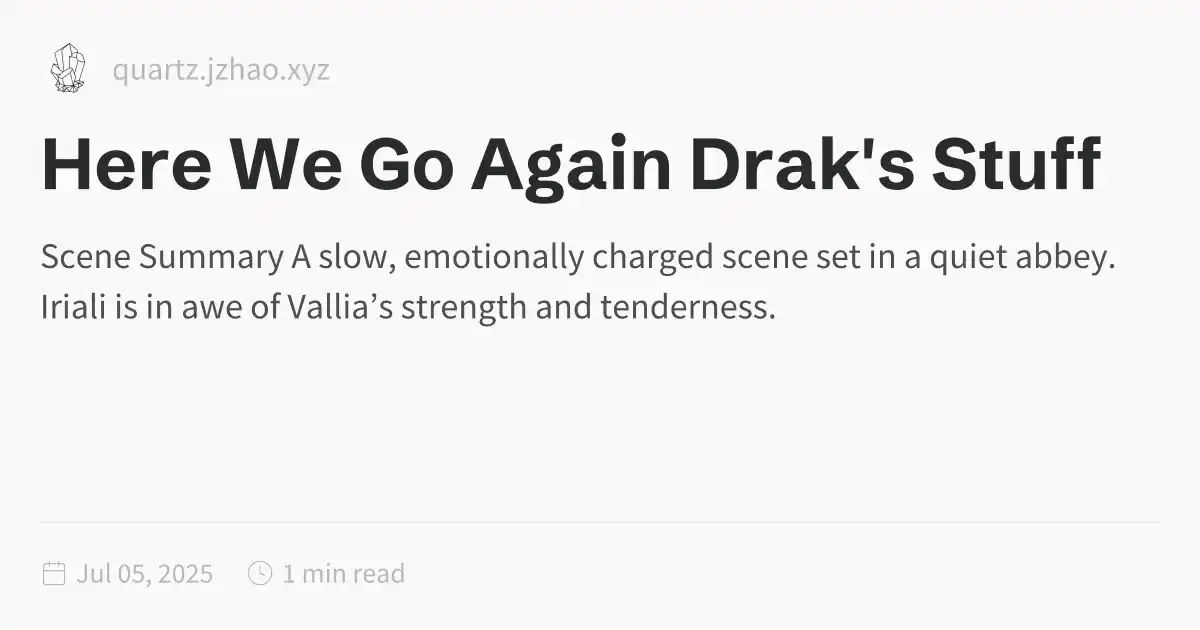 quartz.jzhao.xyz
Here We Go Again Drak's Stuff
Scene Summary A slow, emotionally charged scene set in a quiet abbey.
Iriali is in awe of Vallia’s strength and tenderness.
Jul 05, 2025 1 min read